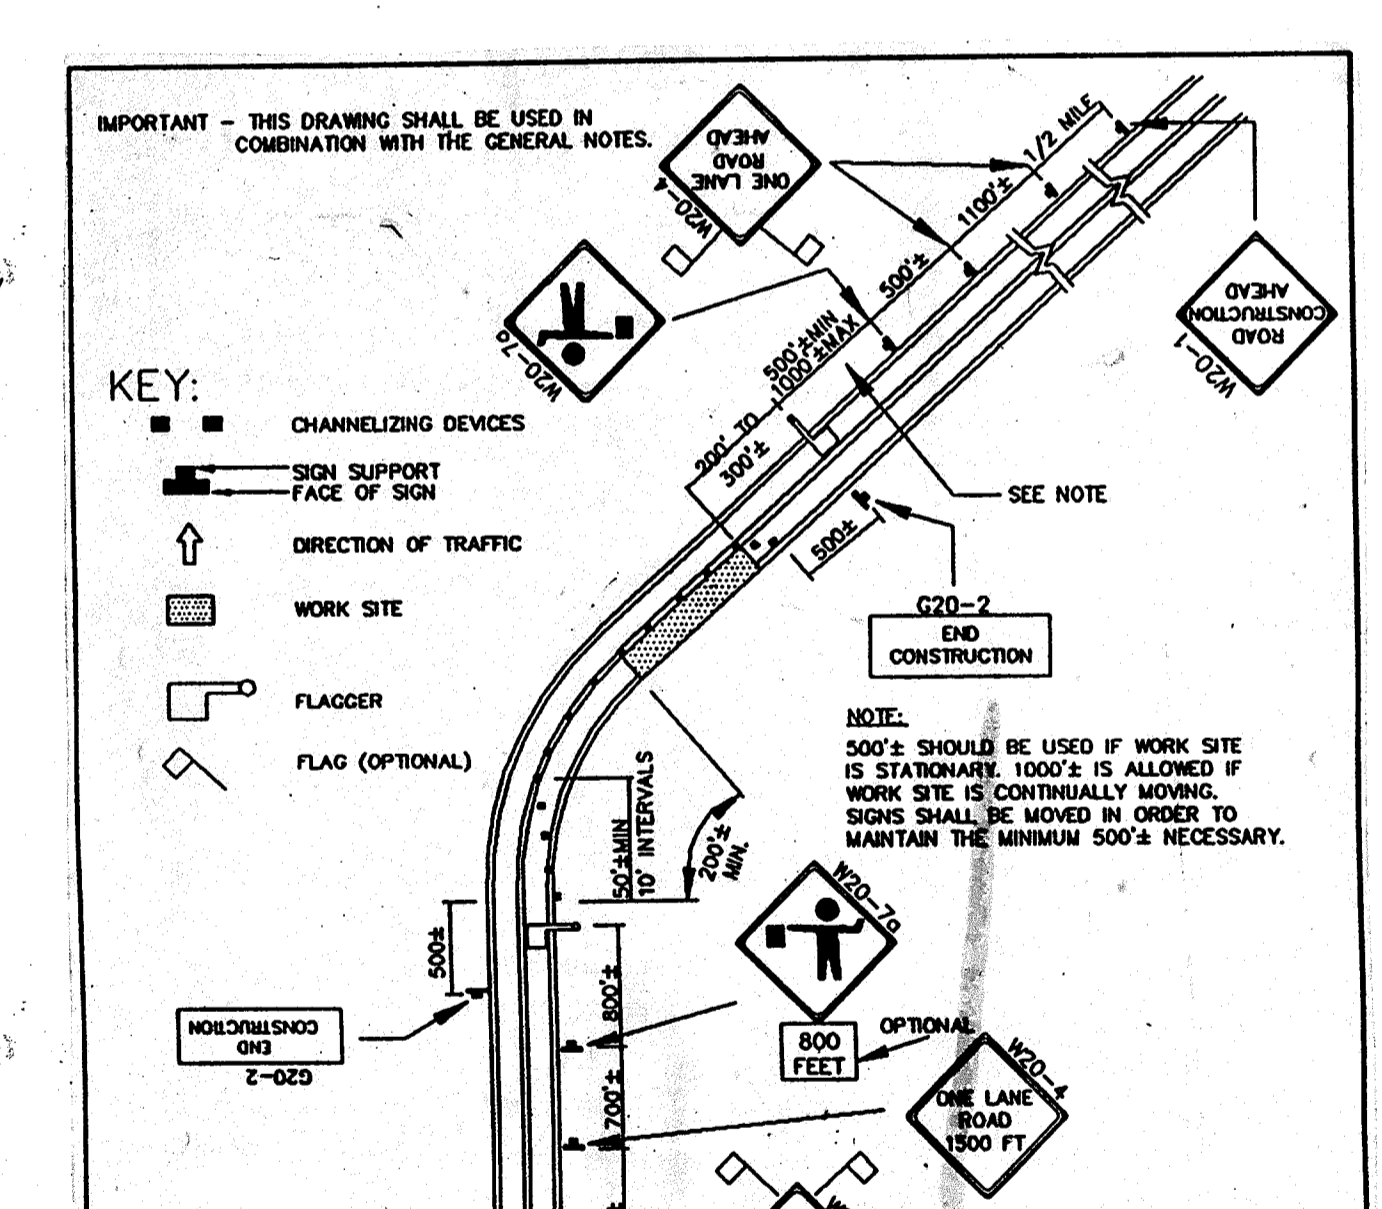 IMPORTANT - THIS DRAWING SHALL BE USED IN
COMBINATION WITH THE GENERAL NOTES.
ONE LANE
ROAD
AHEAD
W20-4
1/2 MILE
1100'±
500'±
500'±MIN
1000'±MAX
200' TO
300'±
W20-7a
ROAD
CONSTRUCTION
AHEAD
W20-1
KEY:
CHANNELIZING DEVICES
SIGN SUPPORT
FACE OF SIGN
DIRECTION OF TRAFFIC
WORK SITE
FLAGGER
FLAG (OPTIONAL)
SEE NOTE
500±
G20-2
END
CONSTRUCTION
NOTE:
500'± SHOULD BE USED IF WORK SITE
IS STATIONARY. 1000'± IS ALLOWED IF
WORK SITE IS CONTINUALLY MOVING.
SIGNS SHALL BE MOVED IN ORDER TO
MAINTAIN THE MINIMUM 500'± NECESSARY.
50'±MIN
10' INTERVALS
200'±
MIN.
500±
END
CONSTRUCTION
G20-2
800'±
700'±
W20-7a
800
FEET
OPTIONAL
W20-4
ONE LANE
ROAD
1500 FT